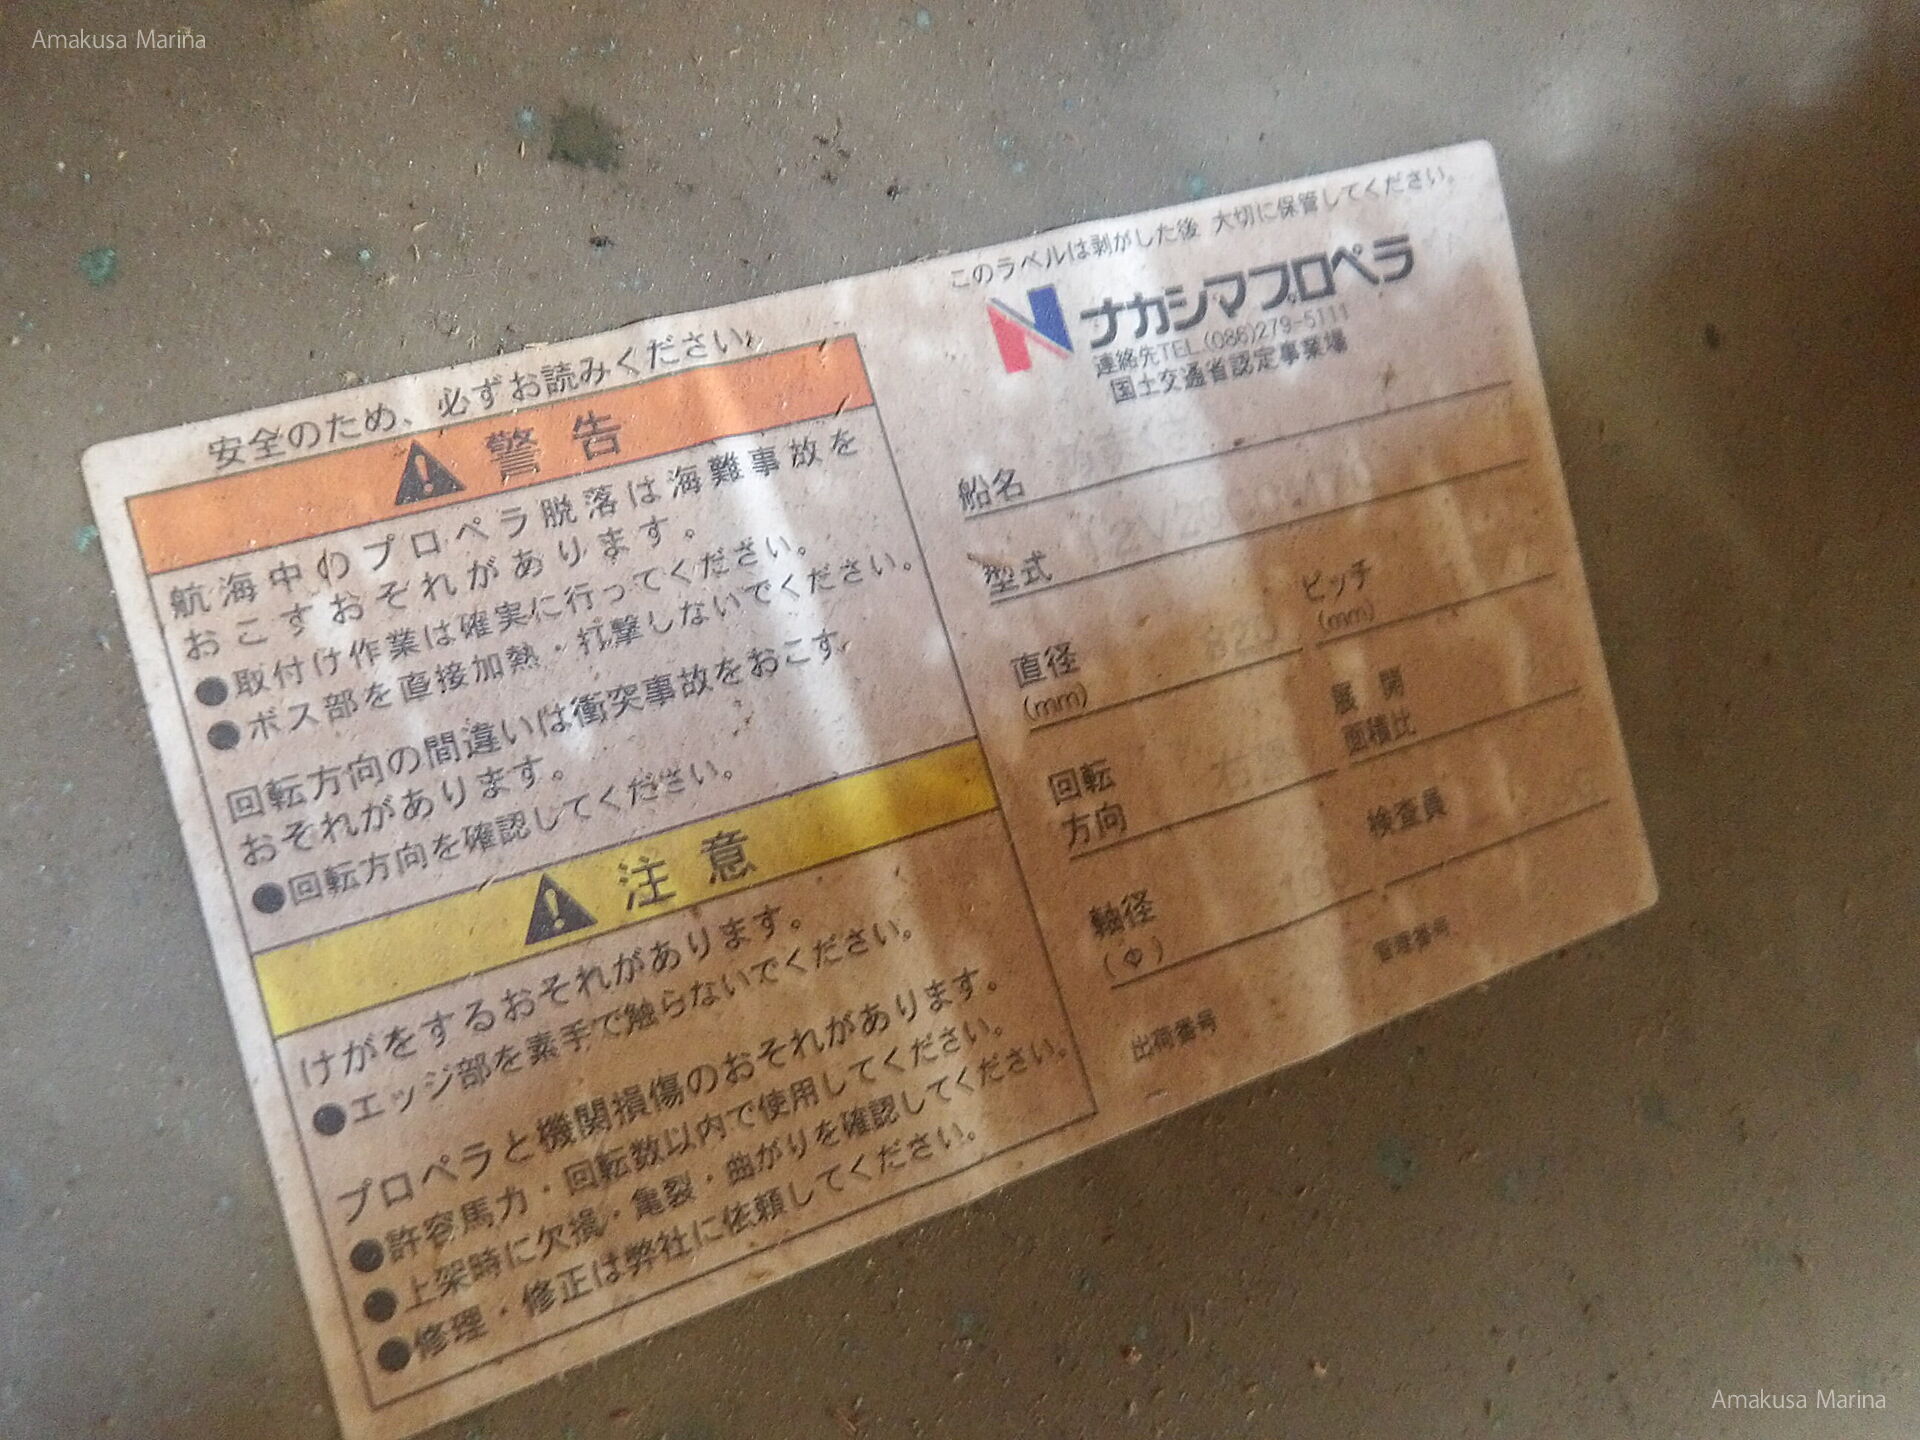 Amakusa Marina
安全のため、必ずお読みください。
警告
航海中のプロペラ脱落は海難事故を
おこすおそれがあります。
●取付け作業は確実に行ってください。
●ボス部を直接加熱・打撃しないでください。
回転方向の間違いは衝突事故をおこす
おそれがあります。
●回転方向を確認してください。
注意
けがをするおそれがあります。
●エッジ部を素手で触らないでください。
プロペラと機関損傷のおそれがあります。
●許容馬力・回転数以内で使用してください。
●上架時に欠損・亀裂・曲がりを確認してください。
●修理・修正は弊社に依頼してください。
このラベルは剥がした後 大切に保管してください。
ナカシマプロペラ
連絡先TEL.(086)279-5111
国土交通省認定事業場
船名
型式
直径
(mm)
820
ピッチ
(mm)
回転
方向
展開
面積比
軸径
(Φ)
検査員
出荷番号
管理番号
Amakusa Marina